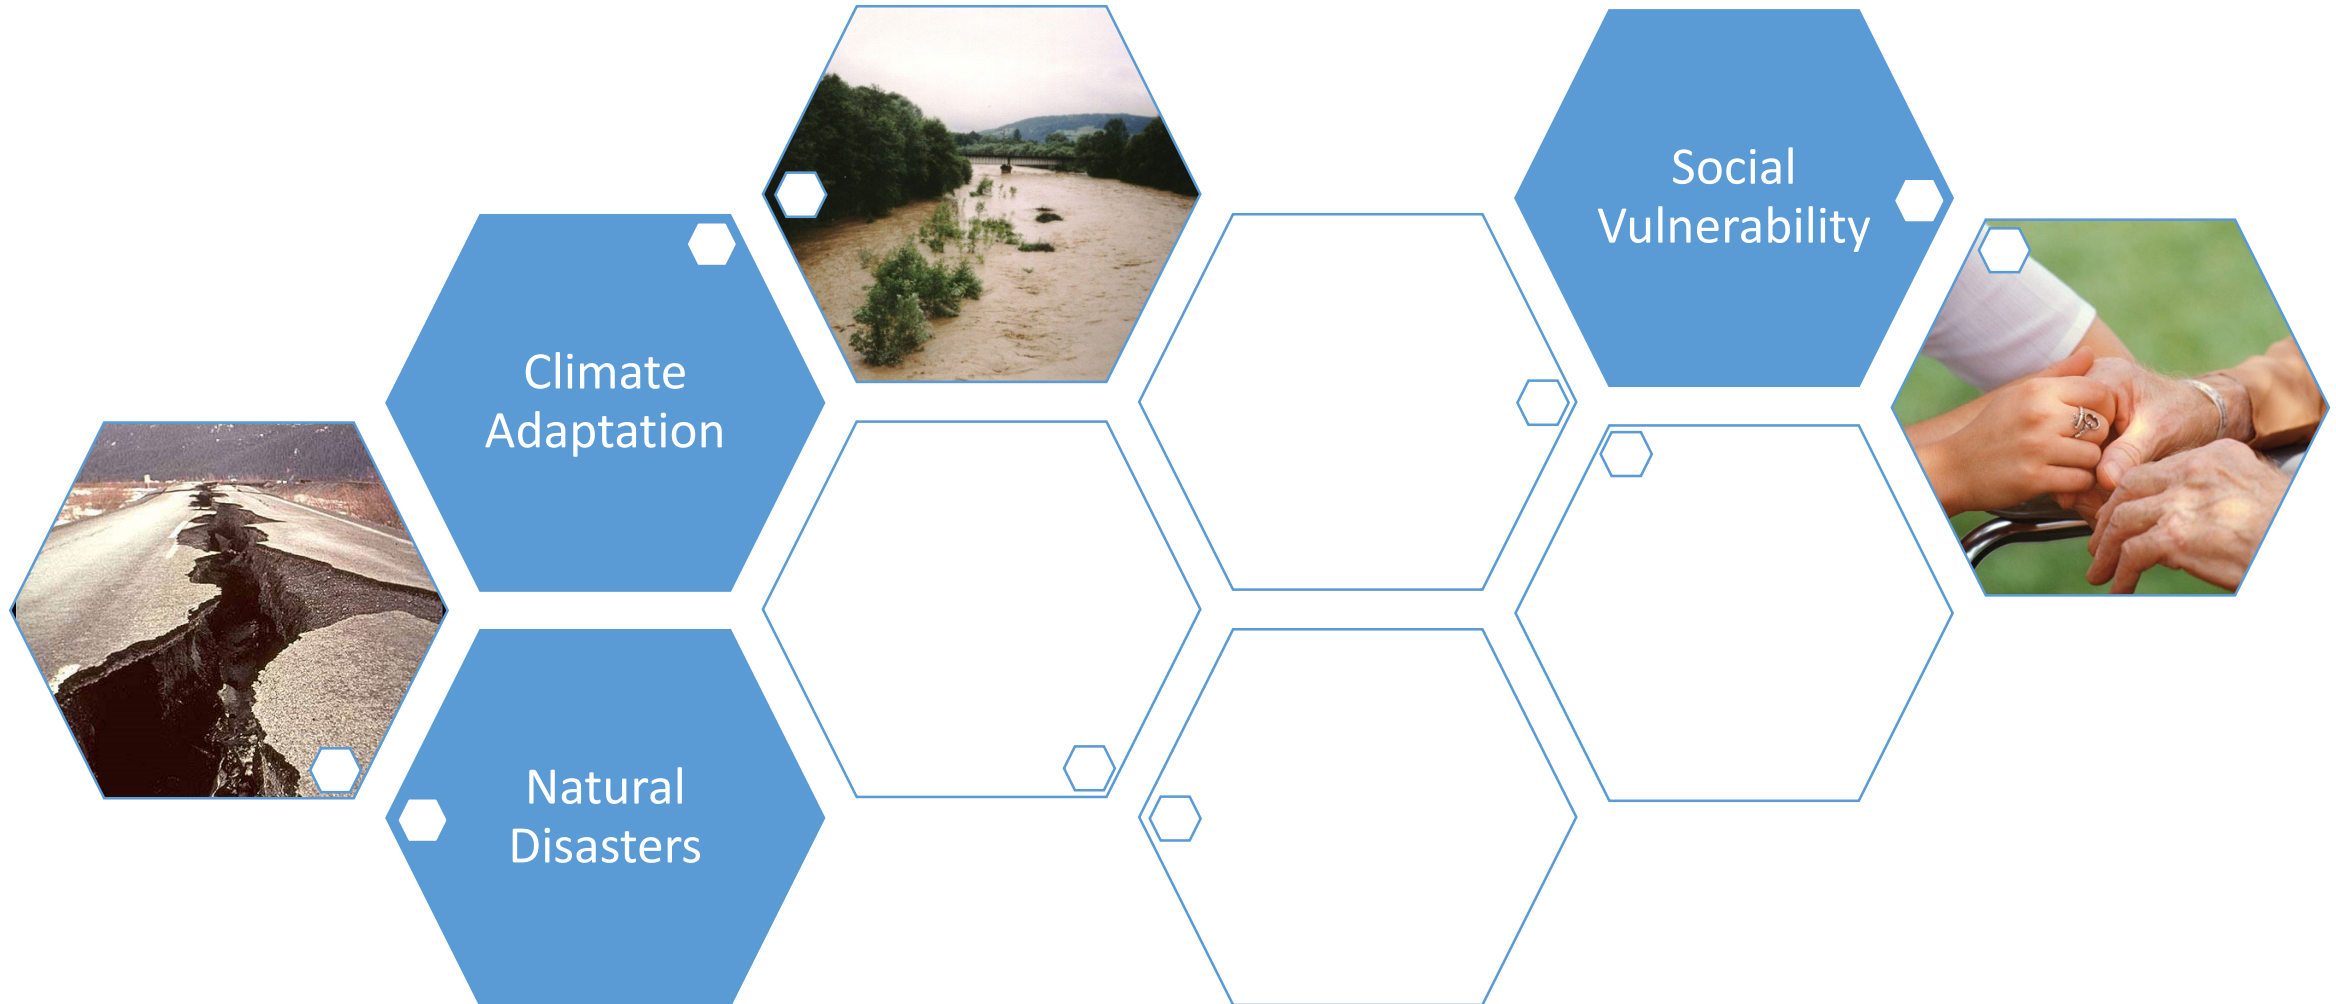 Social
Vulnerability
Climate
Adaptation
Natural
Disasters